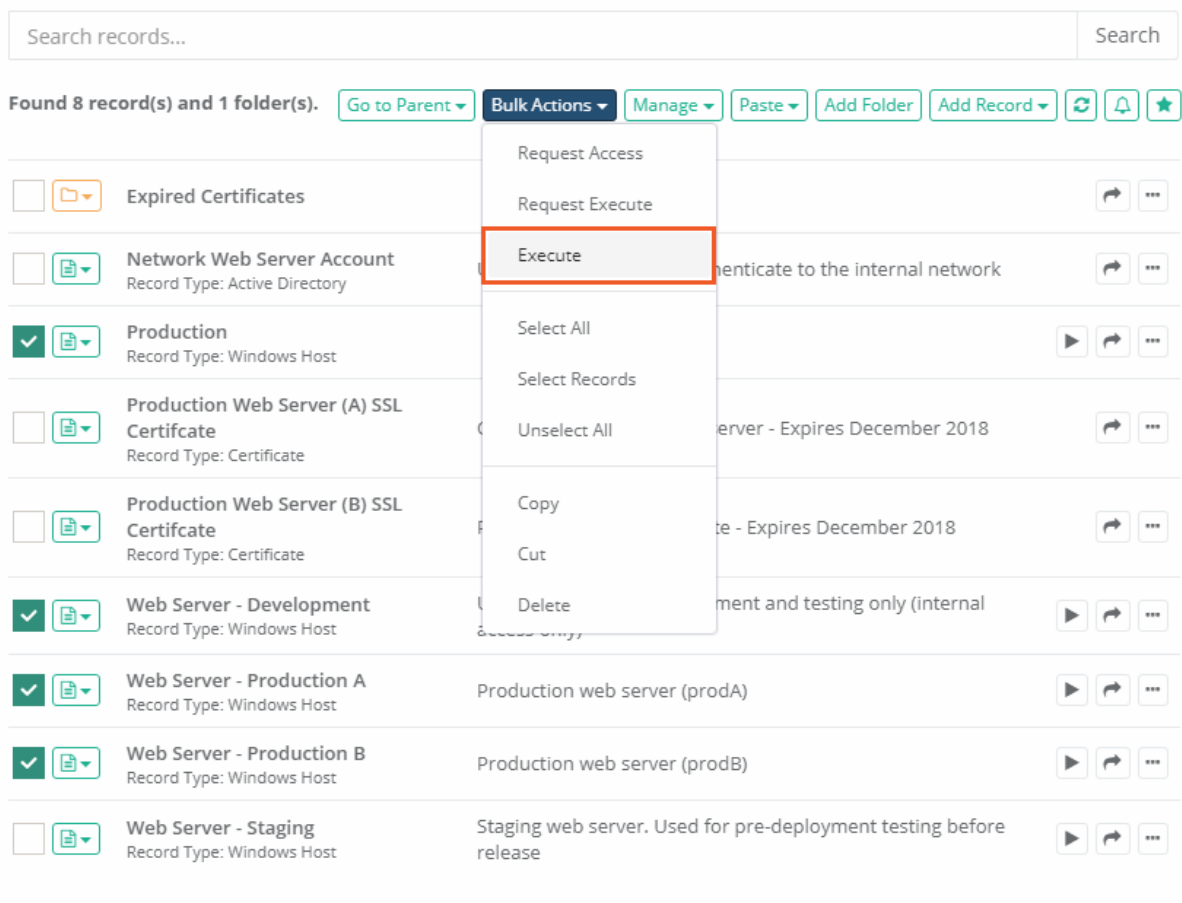 Search records...
Search
Found 8 record(s) and 1 folder(s).
Go to Parent
Bulk Actions
Manage
Paste
Add Folder
Add Record
Request Access
Request Execute
Execute
Select All
Select Records
Unselect All
Copy
Cut
Delete
Expired Certificates
Network Web Server Account
Record Type: Active Directory
to the internal network
Production
Record Type: Windows Host
Production Web Server (A) SSL
Certifcate
Record Type: Certificate
- Expires December 2018
Production Web Server (B) SSL
Certifcate
Record Type: Certificate
- Expires December 2018
Web Server - Development
Record Type: Windows Host
and testing only (internal
Web Server - Production A
Record Type: Windows Host
Production web server (prodA)
Web Server - Production B
Record Type: Windows Host
Production web server (prodB)
Web Server - Staging
Record Type: Windows Host
Staging web server. Used for pre-deployment testing before
release